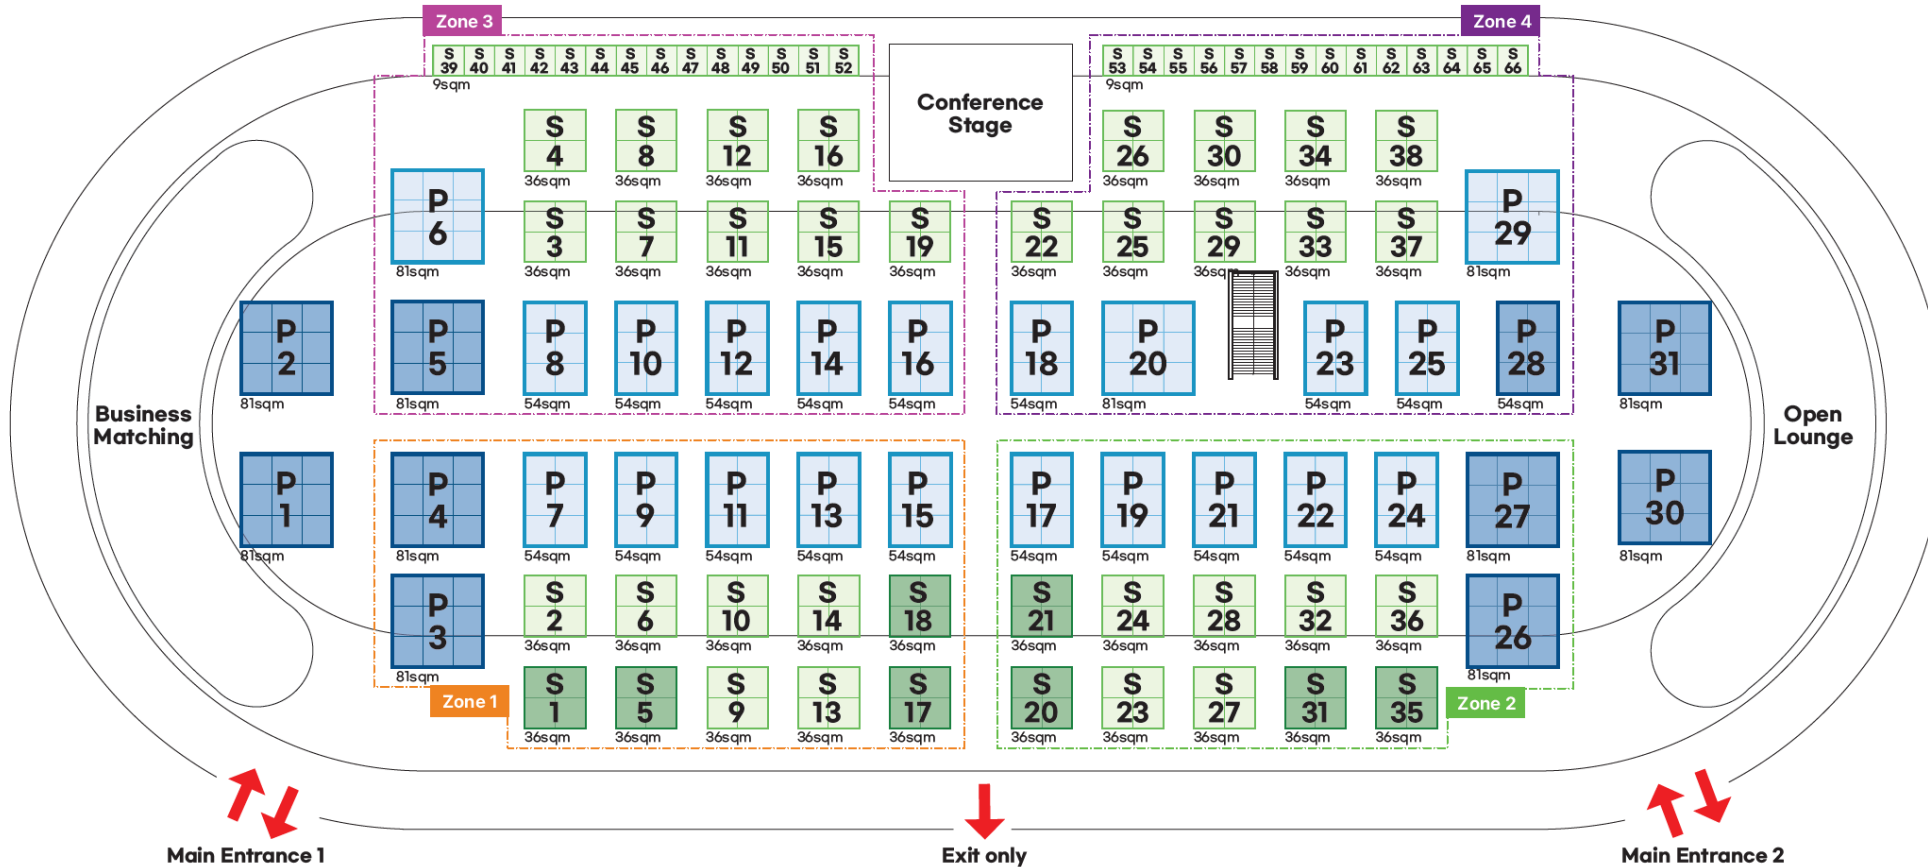 Zone 3
Zone 4
S 39 S 40 S 41 S 42 S 43 S 44 S 45 S 46 S 47 S 48 S 49 S 50 S 51 S 52
9sqm
Conference
Stage
S 53 S 54 S 55 S 56 S 57 S 58 S 59 S 60 S 61 S 62 S 63 S 64 S 65 S 66
9sqm
S 4 S 8 S 12 S 16 S 26 S 30 S 34 S 38
36sqm 36sqm 36sqm 36sqm 36sqm 36sqm 36sqm 36sqm
P 6 S 3 S 7 S 11 S 15 S 19 S 22 S 25 S 29 S 33 S 37 P 29
81sqm 36sqm 36sqm 36sqm 36sqm 36sqm 36sqm 36sqm 36sqm 36sqm 36sqm 81sqm
P 2 P 5 P 8 P 10 P 12 P 14 P 16 P 18 P 20 P 23 P 25 P 28 P 31
81sqm 81sqm 54sqm 54sqm 54sqm 54sqm 54sqm 54sqm 81sqm 54sqm 54sqm 54sqm 81sqm
Business
Matching
Open
Lounge
P 1 P 4 P 7 P 9 P 11 P 13 P 15 P 17 P 19 P 21 P 22 P 24 P 27 P 30
81sqm 81sqm 54sqm 54sqm 54sqm 54sqm 54sqm 54sqm 54sqm 54sqm 54sqm 54sqm 81sqm 81sqm
P 3 S 2 S 6 S 10 S 14 S 18 S 21 S 24 S 28 S 32 S 36 P 26
81sqm 36sqm 36sqm 36sqm 36sqm 36sqm 36sqm 36sqm 36sqm 36sqm 36sqm 81sqm
Zone 1
Zone 2
S 1 S 5 S 9 S 13 S 17 S 20 S 23 S 27 S 31 S 35
36sqm 36sqm 36sqm 36sqm 36sqm 36sqm 36sqm 36sqm 36sqm 36sqm
Main Entrance 1
Exit only
Main Entrance 2